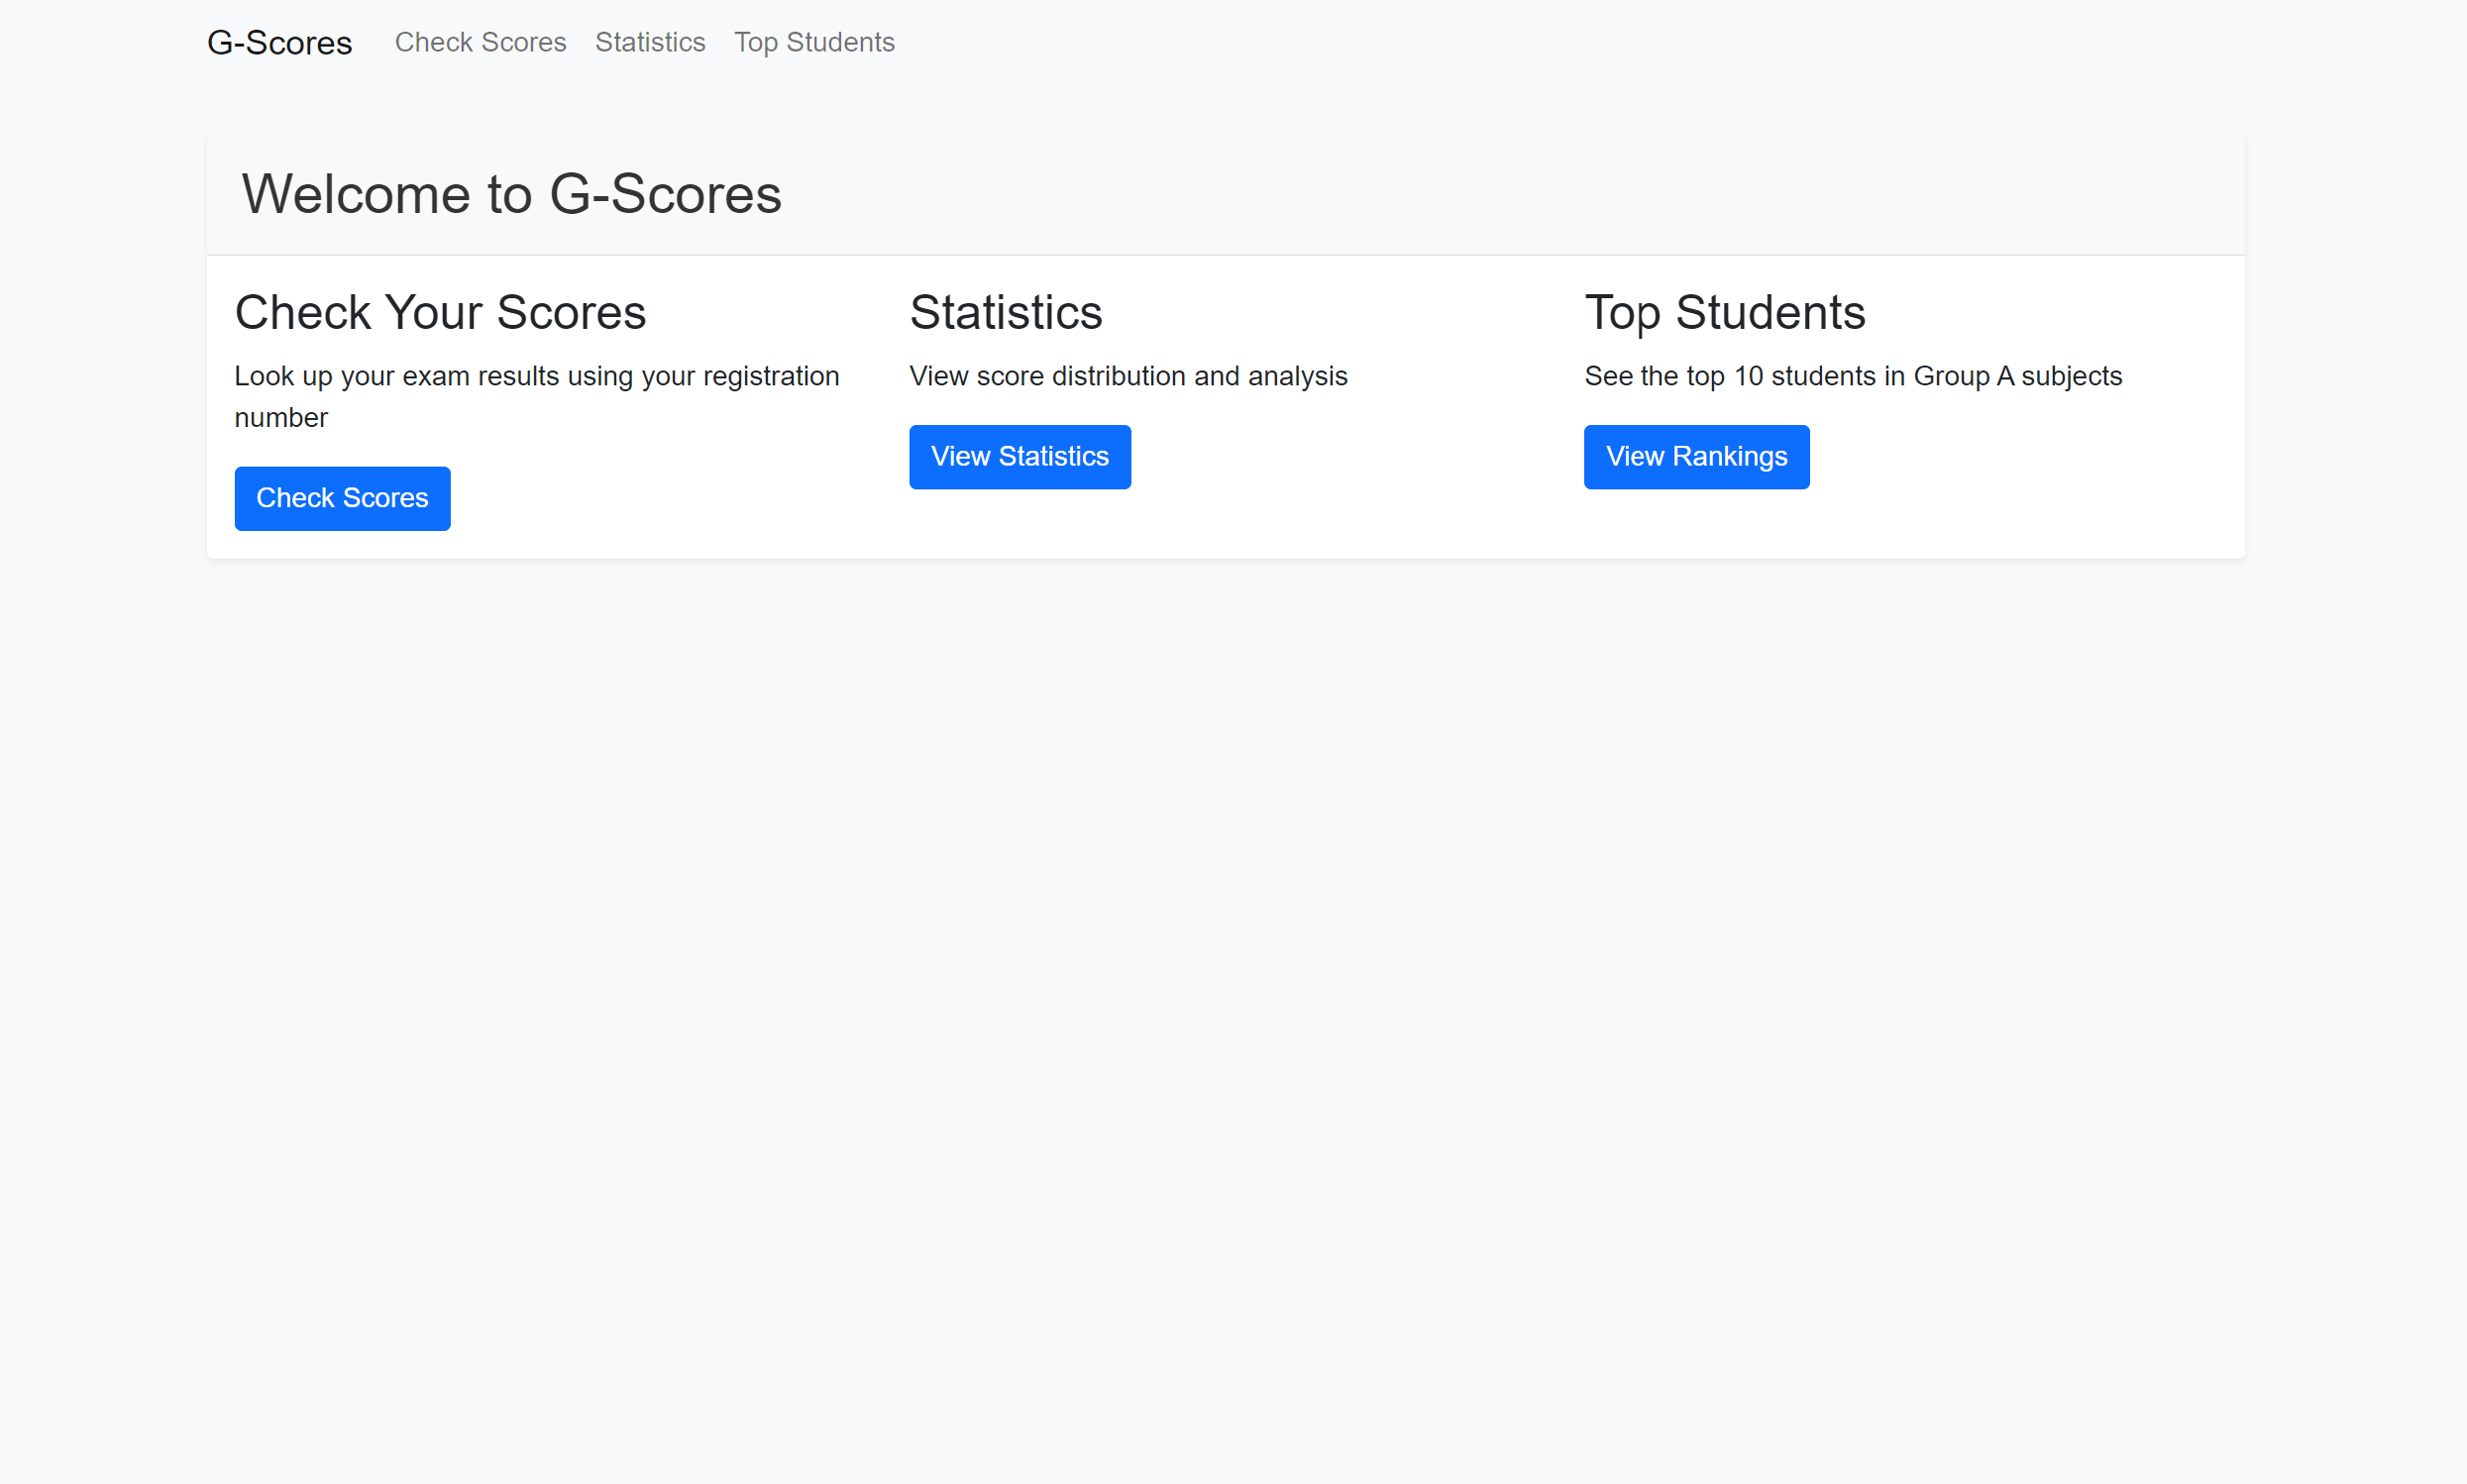 G-Scores Check Scores Statistics Top Students
Welcome to G-Scores
Check Your Scores
Look up your exam results using your registration
number
Check Scores
Statistics
View score distribution and analysis
View Statistics
Top Students
See the top 10 students in Group A subjects
View Rankings